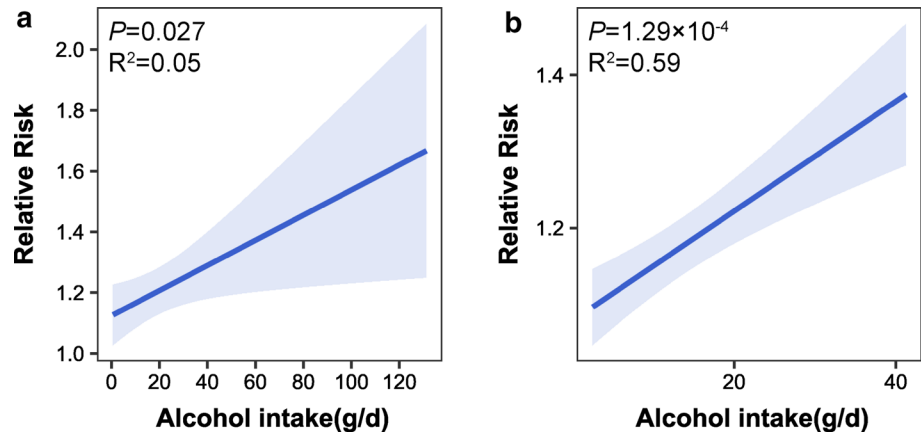 a
P=0.027
R²=0.05
2.0
1.8
1.6
1.4
1.2
1.0
Relative Risk
0 20 40 60 80 100 120
Alcohol intake(g/d)
b
P=1.29×10⁻⁴
R²=0.59
1.4
1.2
Relative Risk
20 40
Alcohol intake(g/d)